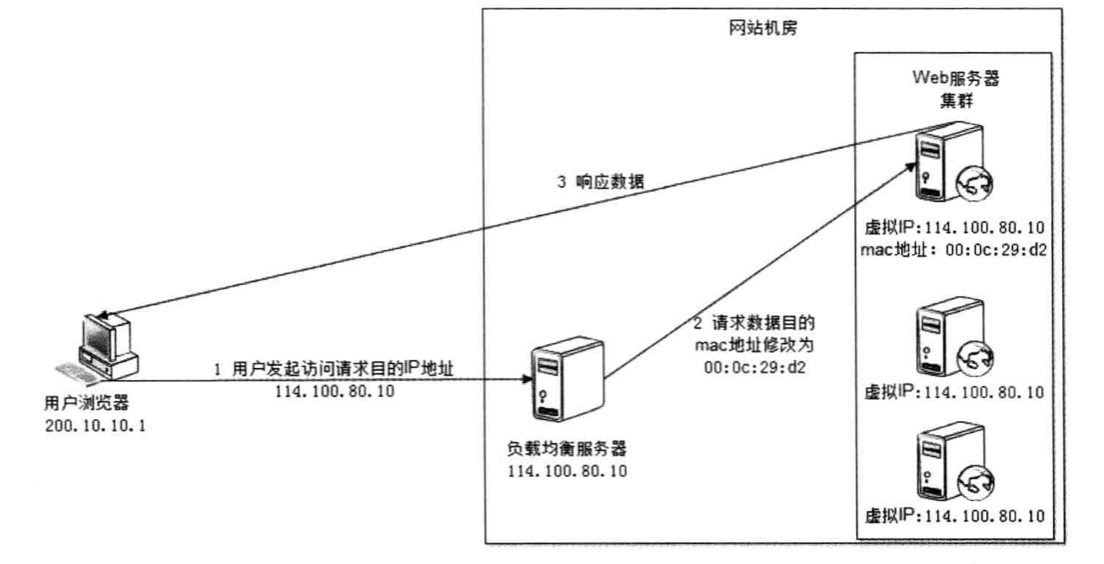 网站机房
Web服务器
集群
3 响应数据
虚拟IP:114.100.80.10
mac地址: 00:0c:29:d2
2 请求数据目的
mac地址修改为
00:0c:29:d2
1 用户发起访问请求目的IP地址
114.100.80.10
用户浏览器
200.10.10.1
负载均衡服务器
114.100.80.10
虚拟IP:114.100.80.10
虚拟IP:114.100.80.10